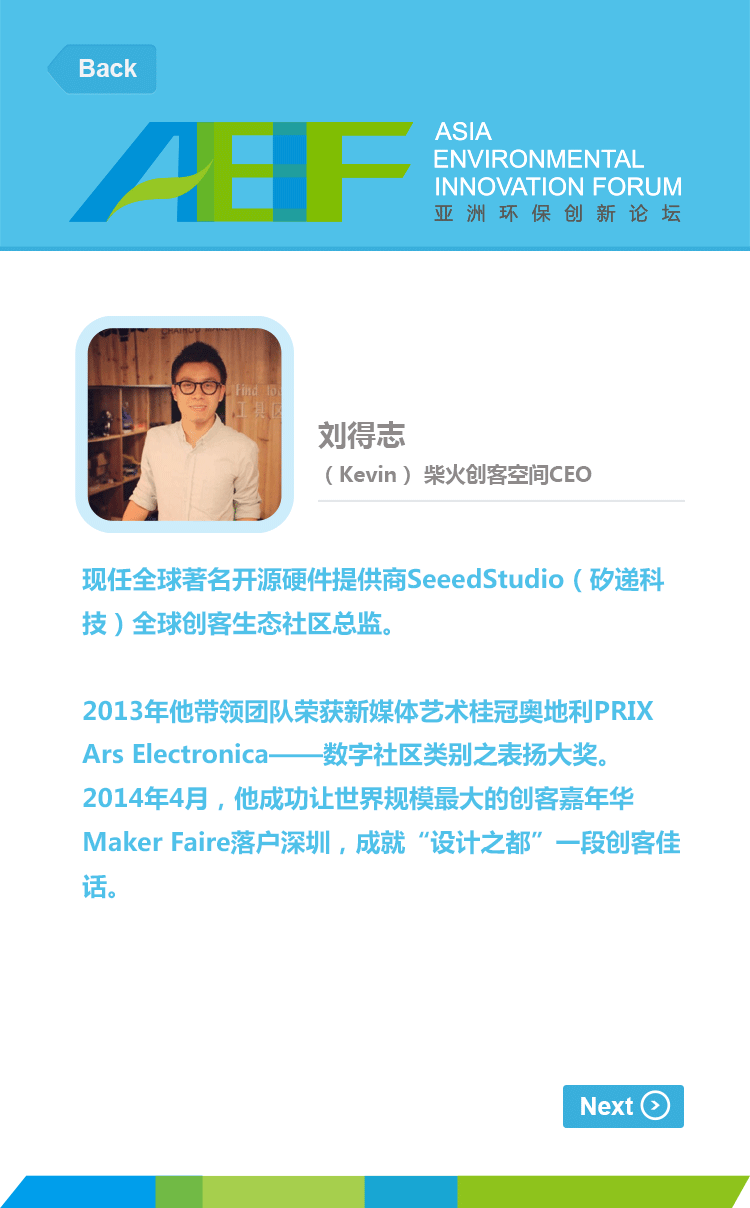 Back
AEF
ASIA
ENVIRONMENTAL
INNOVATION FORUM
亚洲环保创新论坛
工具区
刘得志
（Kevin） 柴火创客空间CEO
现任全球著名开源硬件提供商SeeedStudio（矽递科
技）全球创客生态社区总监。
2013年他带领团队荣获新媒体艺术桂冠奥地利PRIX
Ars Electronica——数字社区类别之表扬大奖。
2014年4月，他成功让世界规模最大的创客嘉年华
Maker Faire落户深圳，成就“设计之都”一段创客佳
话。
Next